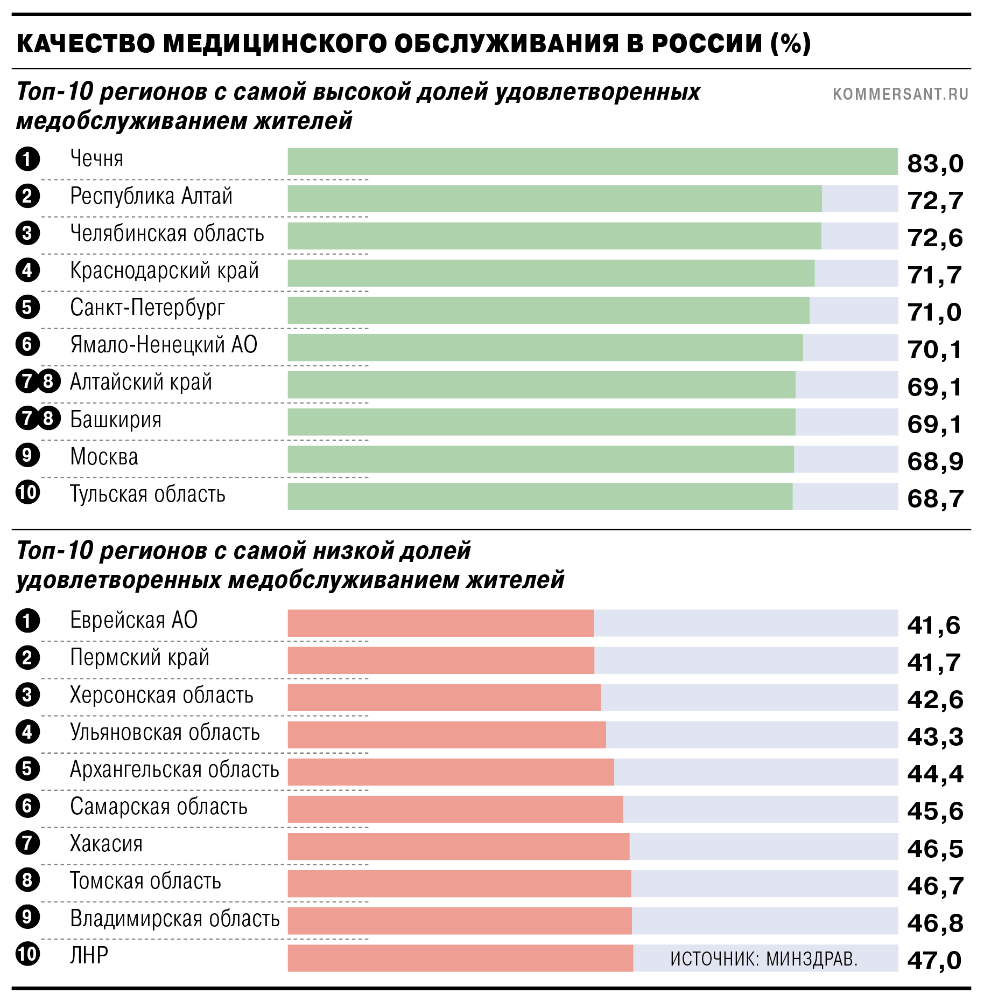 КАЧЕСТВО МЕДИЦИНСКОГО ОБСЛУЖИВАНИЯ В РОССИИ (%)
Топ-10 регионов с самой высокой долей удовлетворенных
медобслуживанием жителей
KOMMERSANT.RU
1 Чечня 83,0
2 Республика Алтай 72,7
3 Челябинская область 72,6
4 Краснодарский край 71,7
5 Санкт-Петербург 71,0
6 Ямало-Ненецкий АО 70,1
7 8 Алтайский край 69,1
7 8 Башкирия 69,1
9 Москва 68,9
10 Тульская область 68,7
Топ-10 регионов с самой низкой долей
удовлетворенных медобслуживанием жителей
1 Еврейская АО 41,6
2 Пермский край 41,7
3 Херсонская область 42,6
4 Ульяновская область 43,3
5 Архангельская область 44,4
6 Самарская область 45,6
7 Хакасия 46,5
8 Томская область 46,7
9 Владимирская область 46,8
10 ЛНР 47,0
ИСТОЧНИК: МИНЗДРАВ.